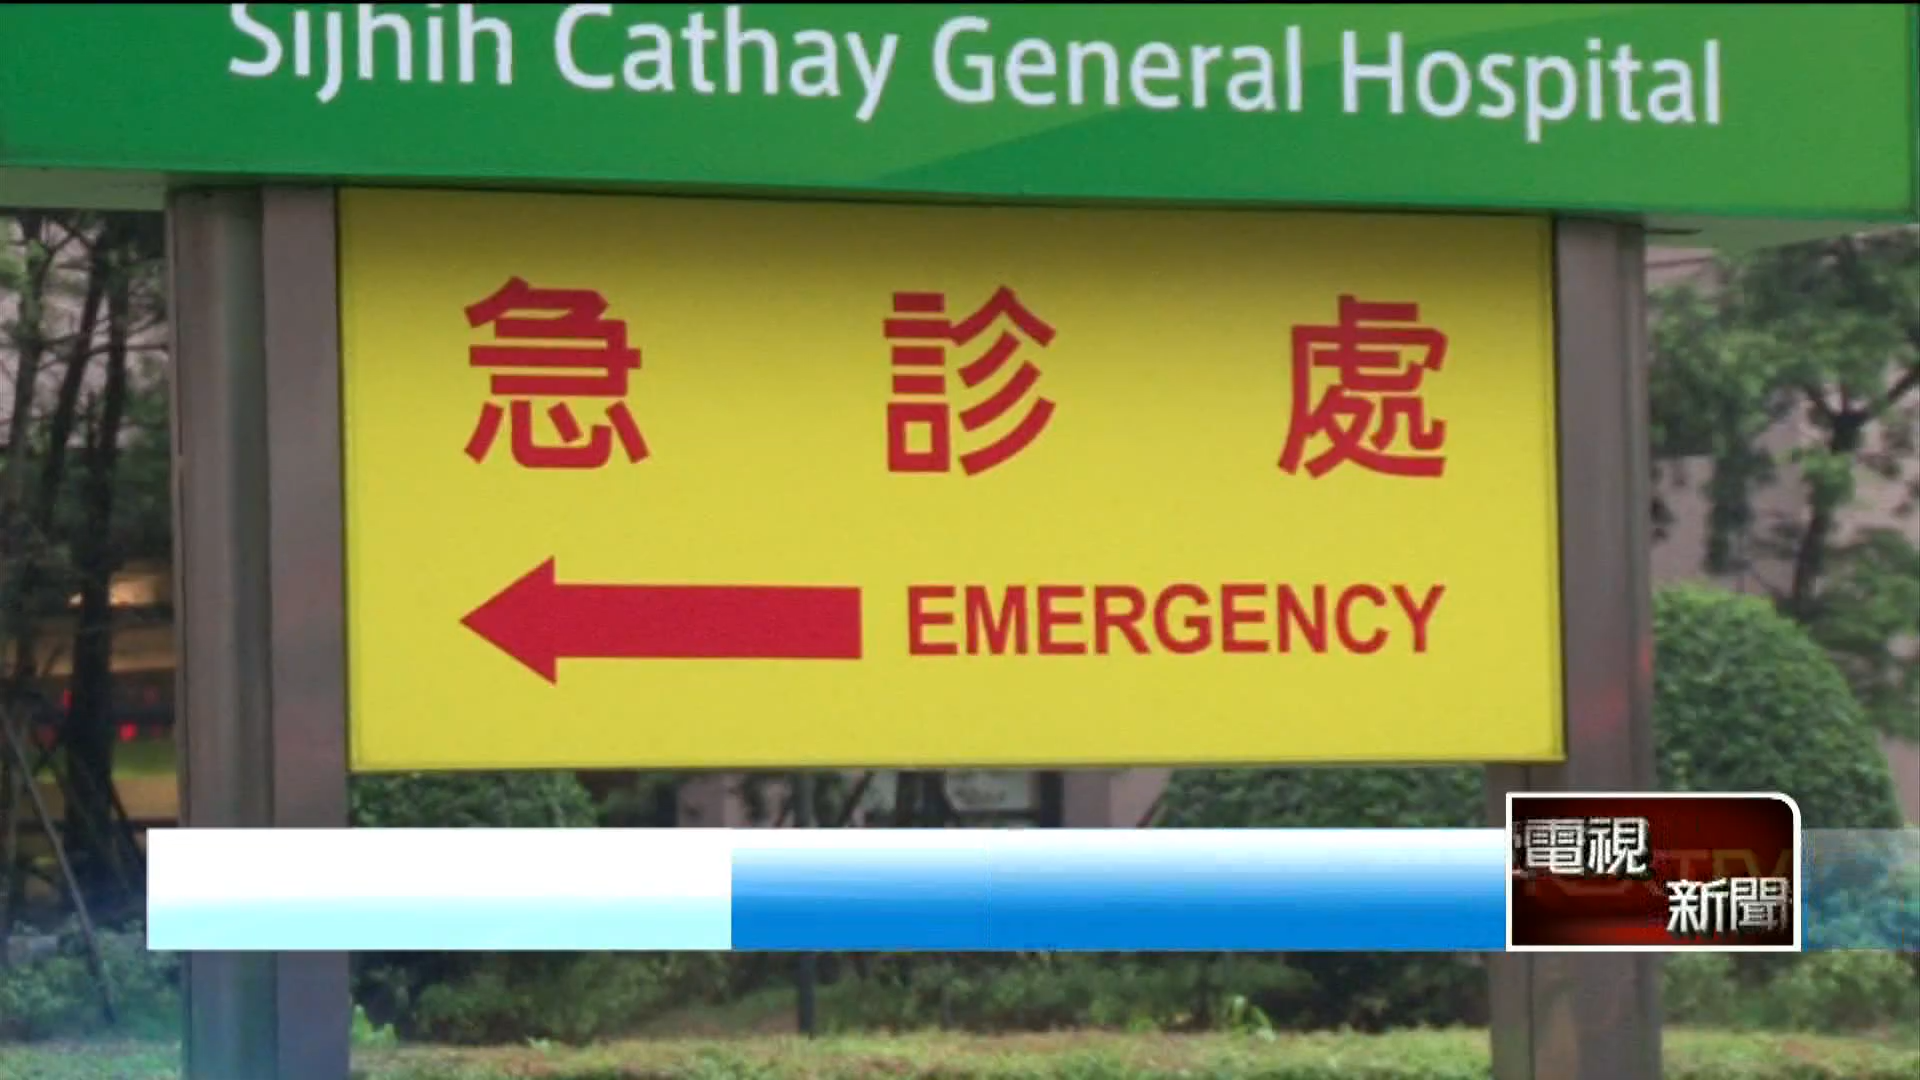 Sijhih Cathay General Hospital
急診處
EMERGENCY
電視
新聞